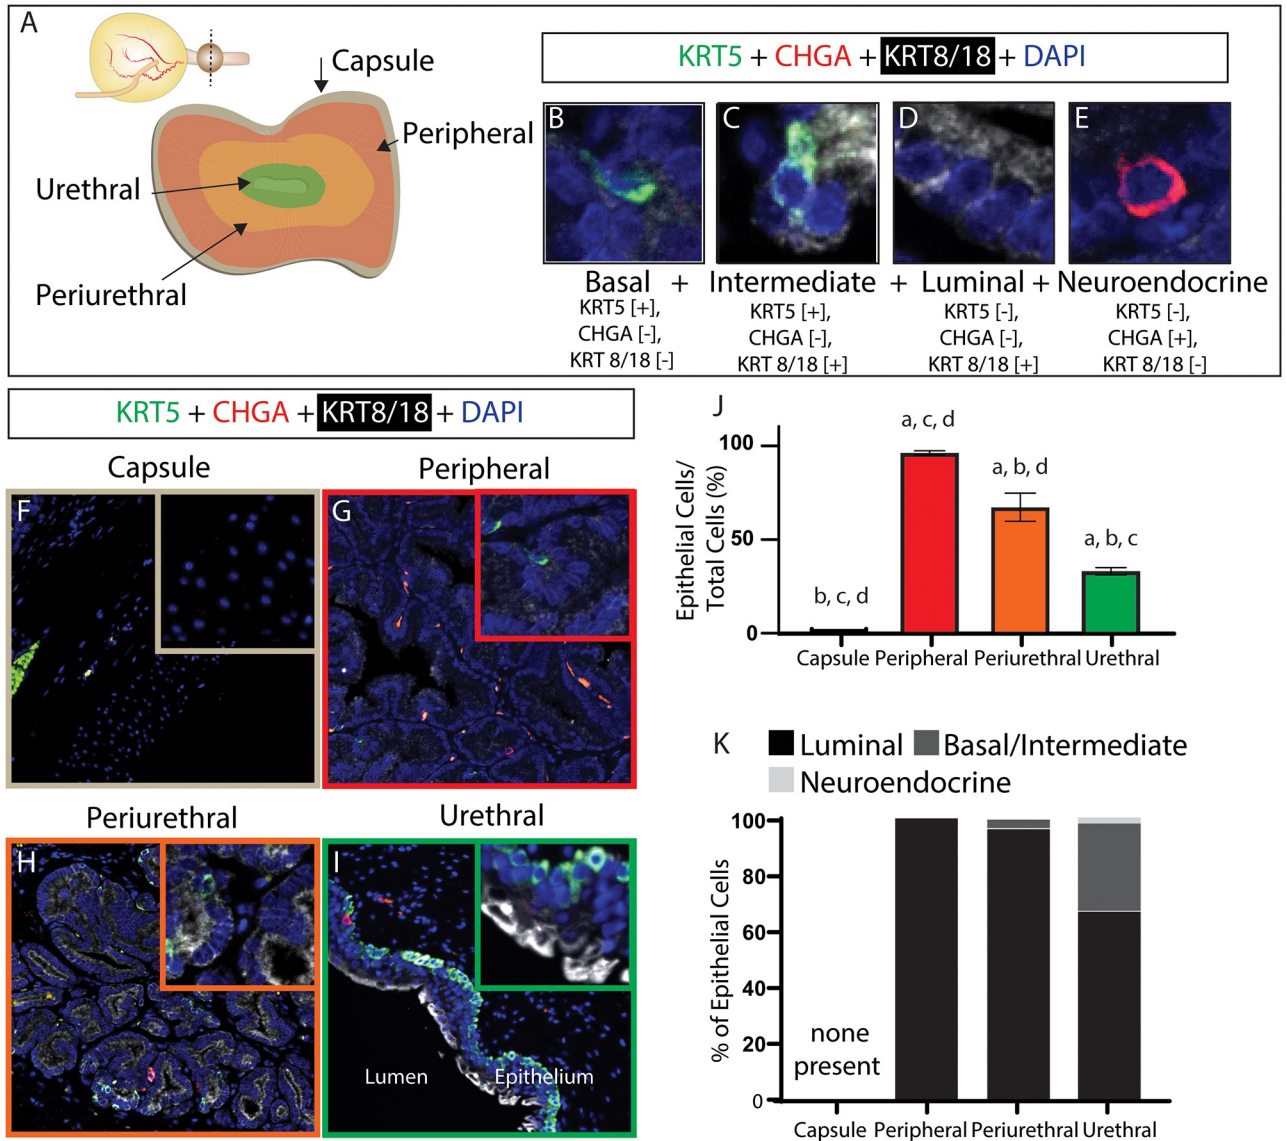 A
Capsule
Peripheral
Urethral
Periurethral
KRT5 + CHGA + KRT8/18 + DAPI
B
C
D
E
Basal + Intermediate + Luminal + Neuroendocrine
KRT5 [+],
CHGA [-],
KRT 8/18 [-]
KRT5 [+],
CHGA [-],
KRT 8/18 [+]
KRT5 [-],
CHGA [-],
KRT 8/18 [+]
KRT5 [-],
CHGA [+],
KRT 8/18 [-]
KRT5 + CHGA + KRT8/18 + DAPI
Capsule
Peripheral
F
G
Periurethral
Urethral
H
I
Lumen
Epithelium
J
Epithelial Cells/
Total Cells (%)
100
50
0
b, c, d
a, c, d
a, b, d
a, b, c
Capsule Peripheral Periurethral Urethral
K
Luminal Basal/Intermediate
Neuroendocrine
% of Epithelial Cells
100
80
60
40
20
0
none
present
Capsule Peripheral Periurethral Urethral